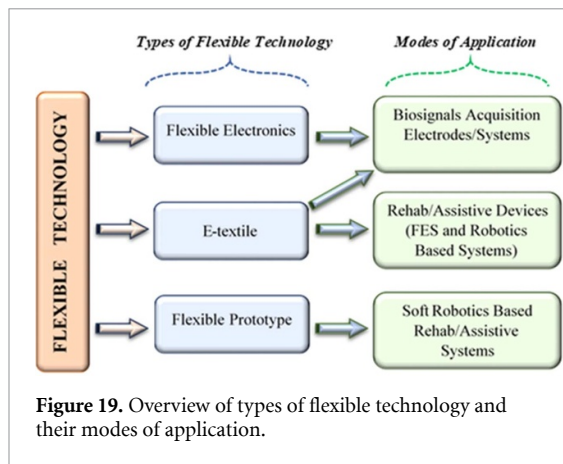 Types of Flexible Technology
Modes of Application
FLEXIBLE TECHNOLOGY
Flexible Electronics
Biosignals Acquisition
Electrodes/Systems
E-textile
Rehab/Assistive Devices
(FES and Robotics
Based Systems)
Flexible Prototype
Soft Robotics Based
Rehab/Assistive
Systems
Figure 19. Overview of types of flexible technology and
their modes of application.